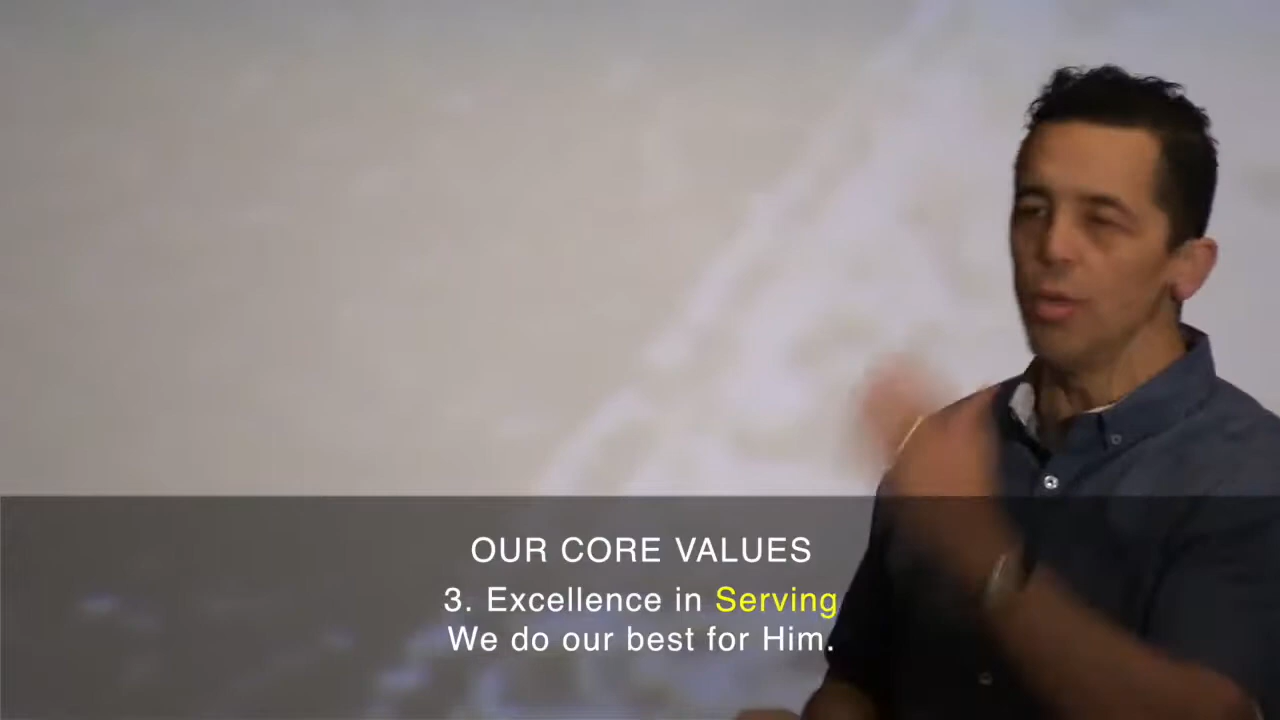 OUR CORE VALUES
3. Excellence in Serving
We do our best for Him.